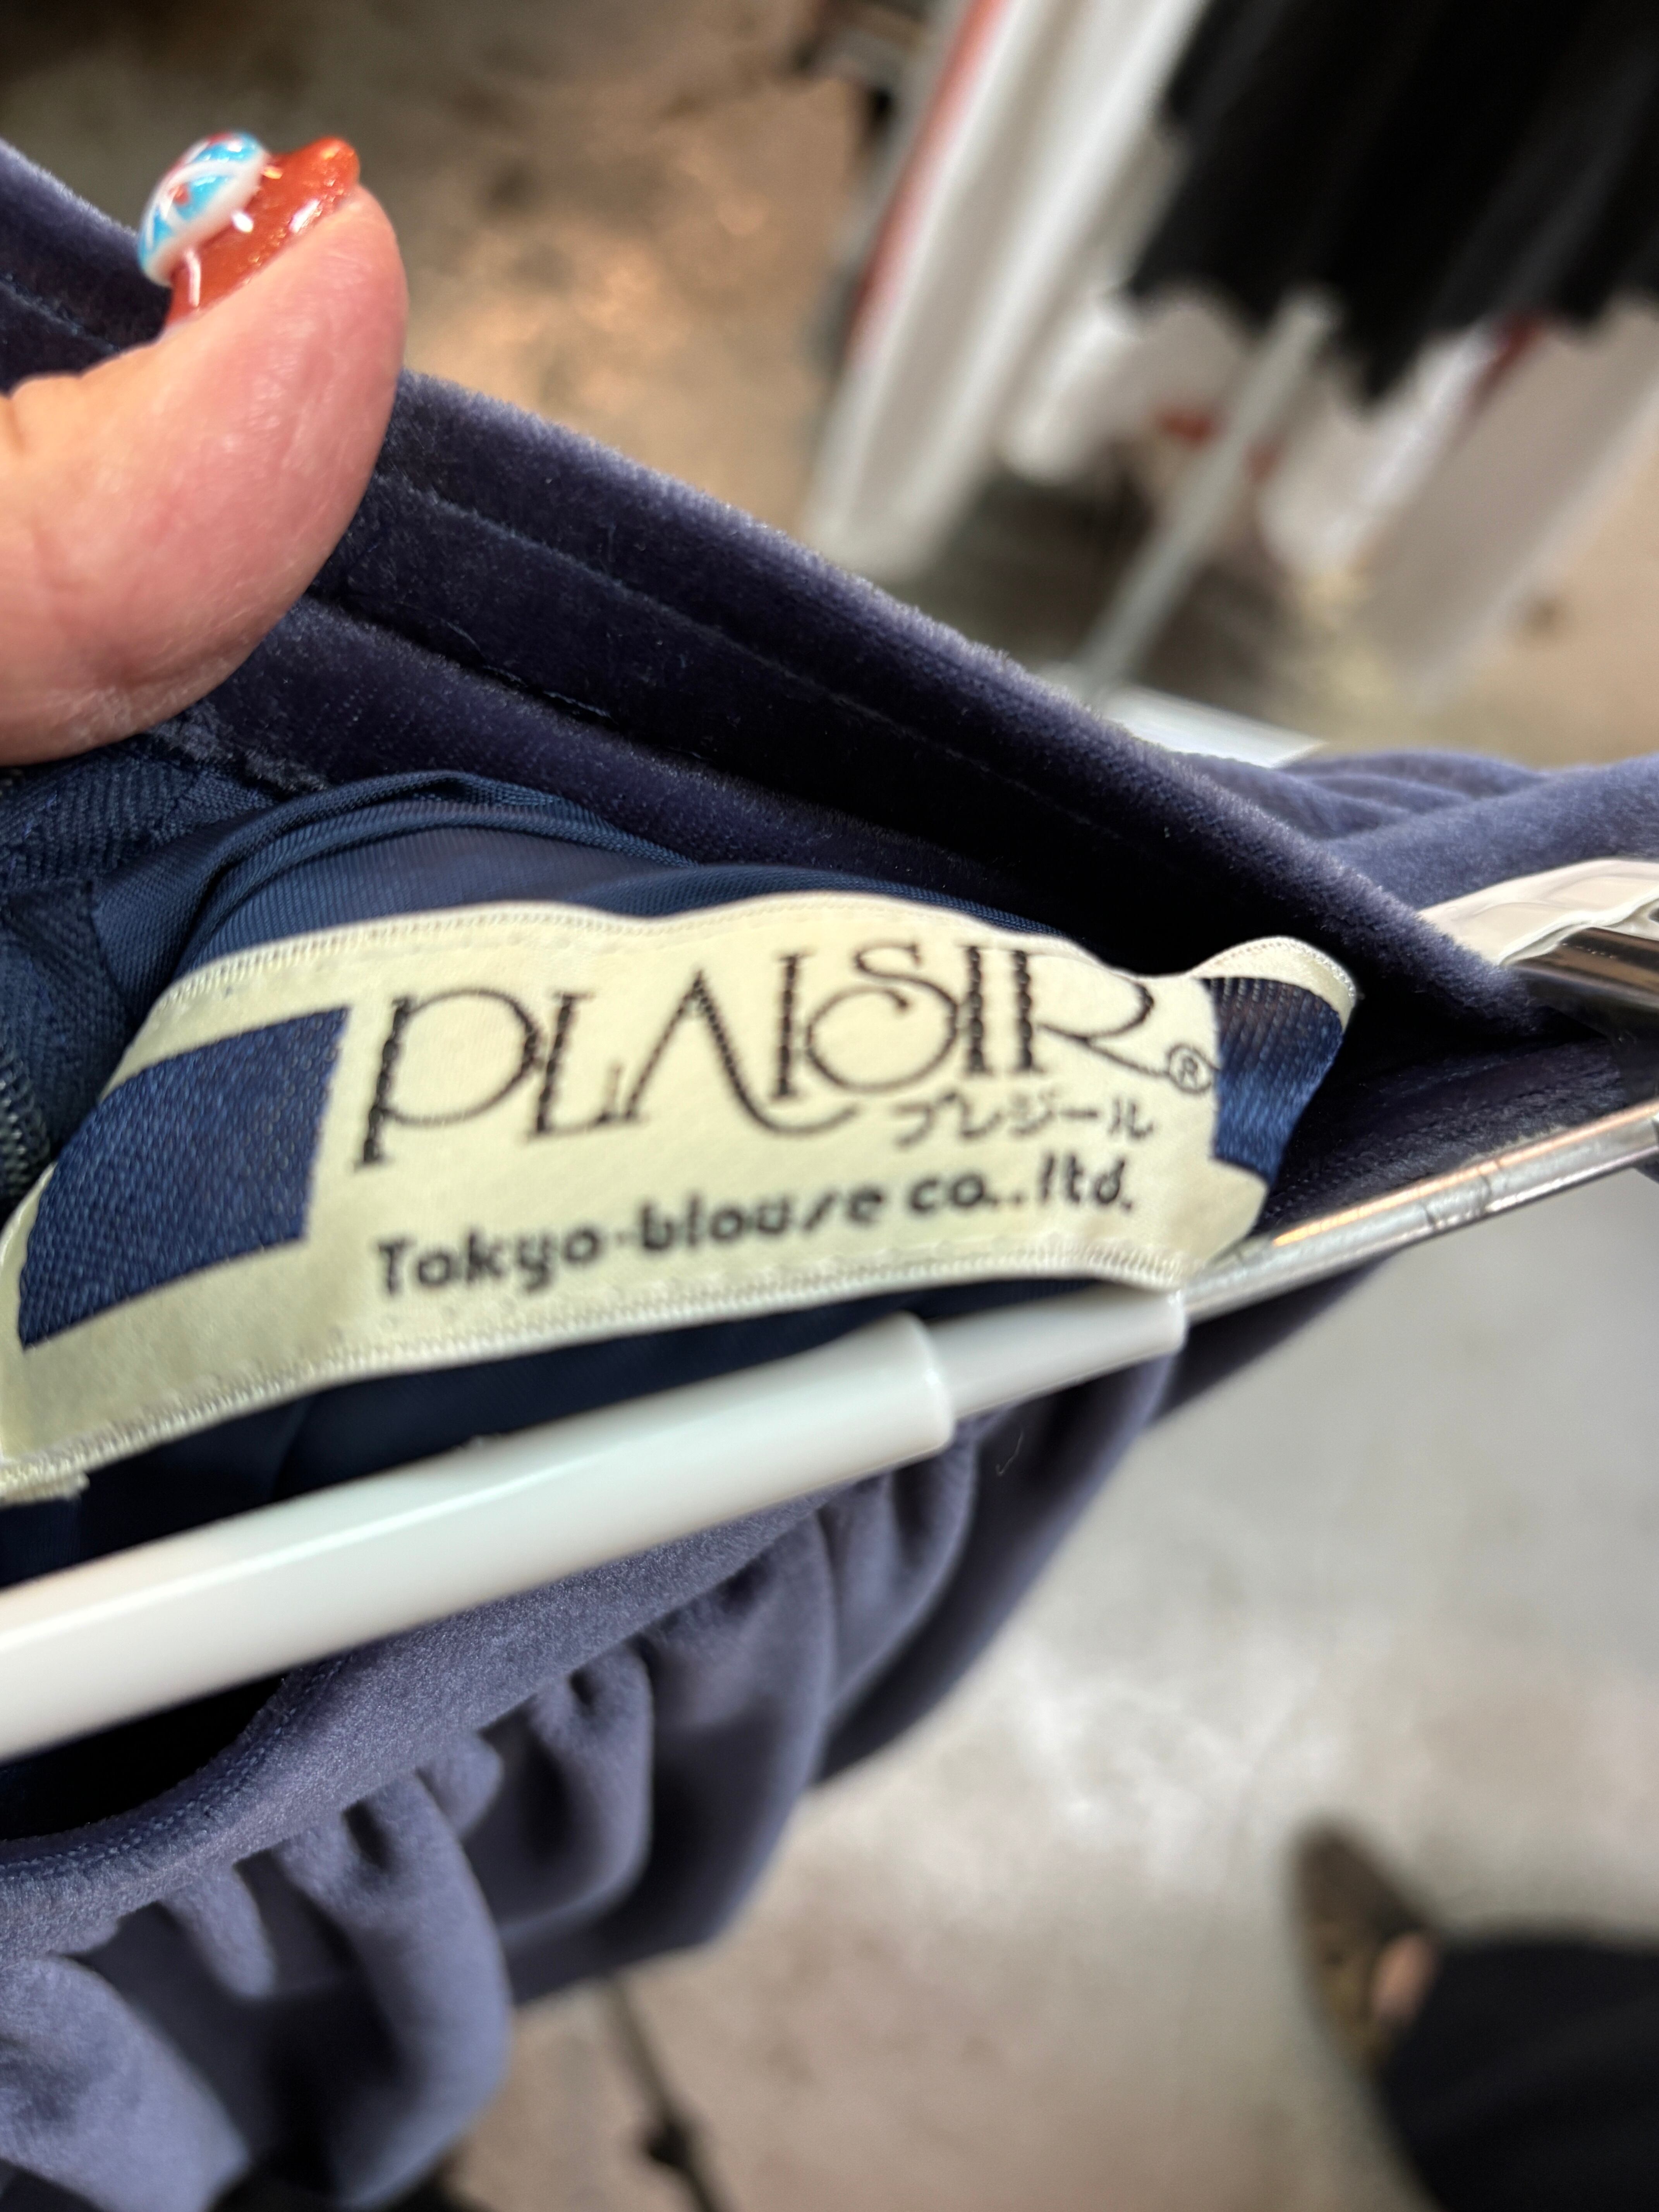 PLAISIR®
プレジール
Tokyo-blouse co.,ltd.